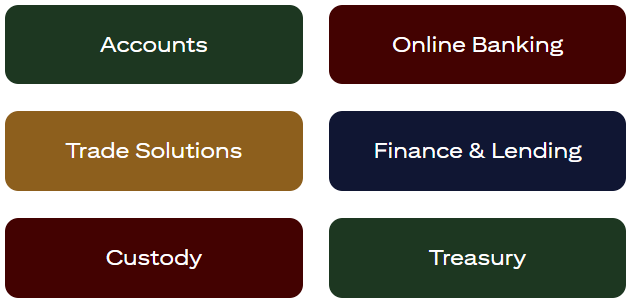 Accounts
Online Banking
Trade Solutions
Finance & Lending
Custody
Treasury